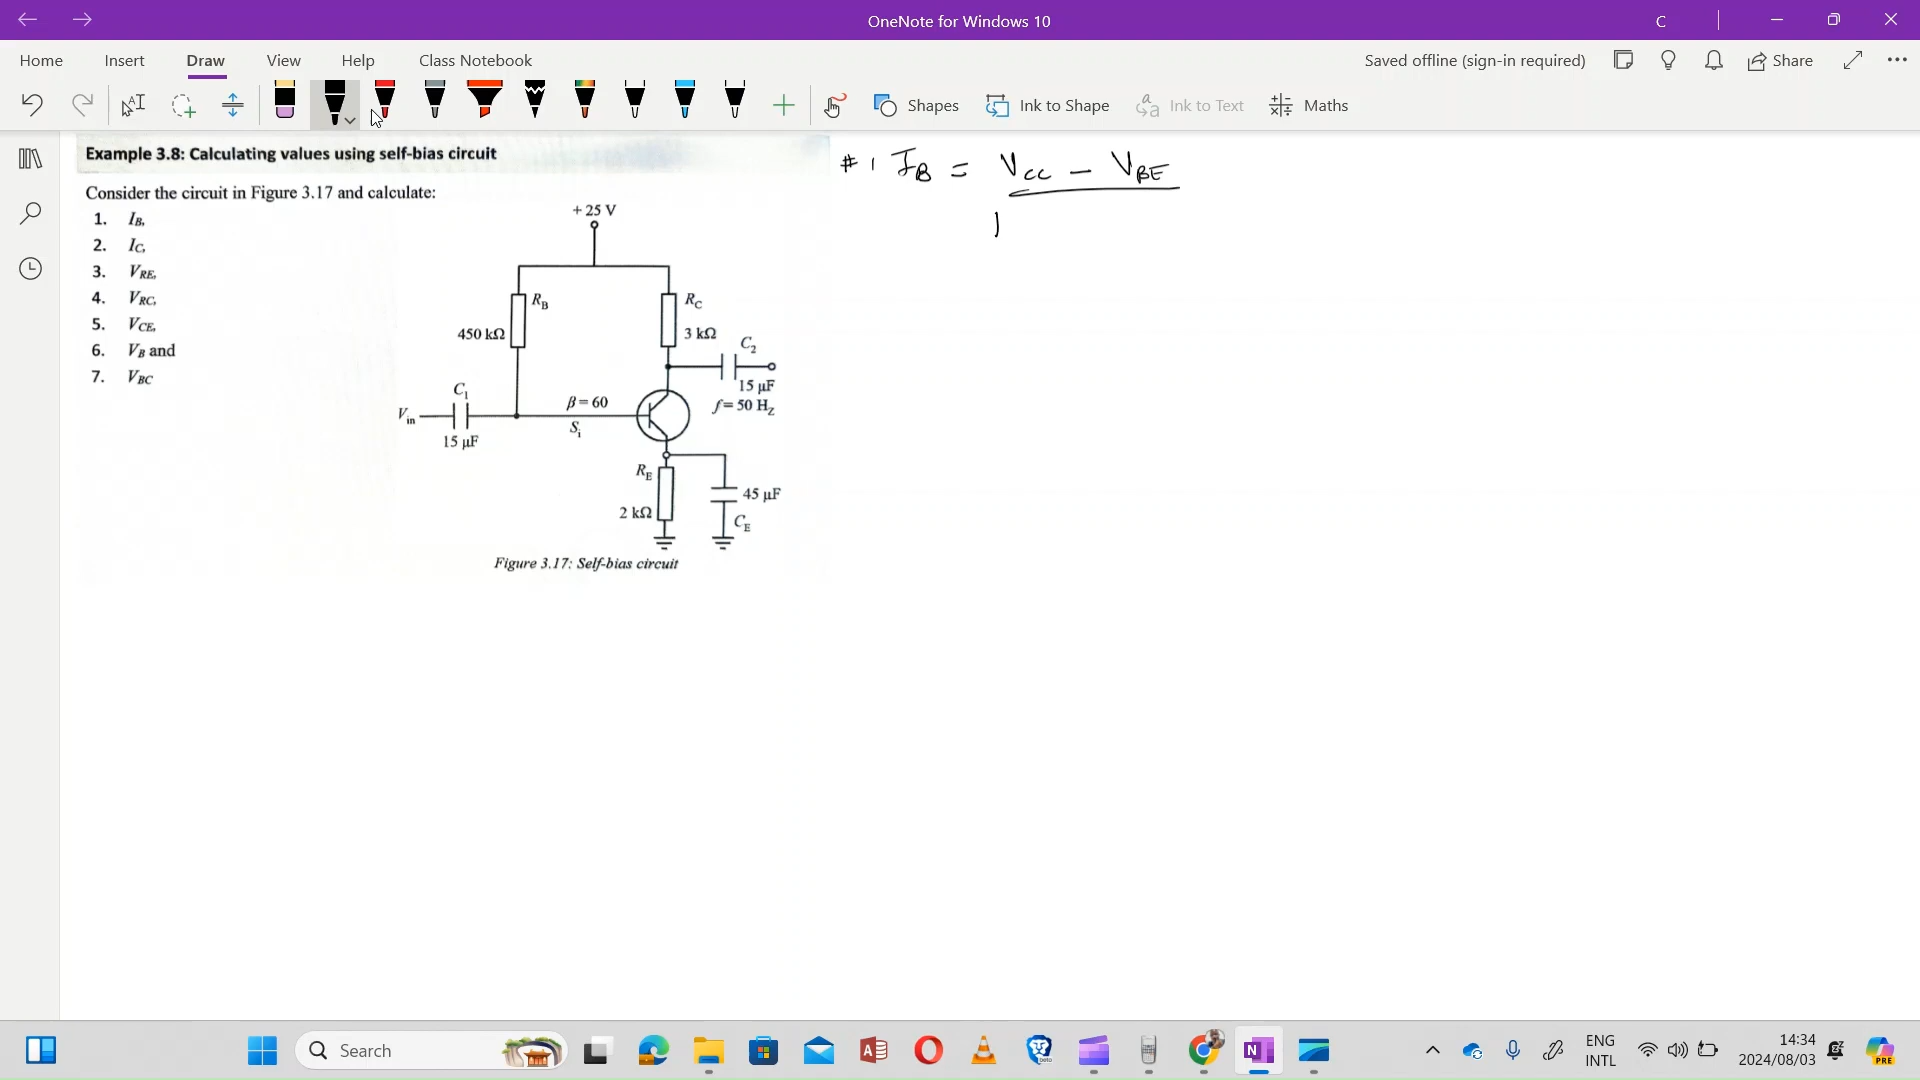 OneNote for Windows 10
C
Home Insert Draw View Help Class Notebook
Saved offline (sign-in required)
Share
Shapes
Ink to Shape
Ink to Text
Maths
Example 3.8: Calculating values using self-bias circuit
Consider the circuit in Figure 3.17 and calculate:
1. IB,
2. IC,
3. VRE,
4. VRC,
5. VCE,
6. VB and
7. VBC
+ 25 V
RB
450 kΩ
RC
3 kΩ
C2
15 µF
f = 50 HZ
C1
Vin
15 µF
β = 60
Si
RE
2 kΩ
45 µF
CE
Figure 3.17: Self-bias circuit
# 1 IB = VCC - VBE
Search
ENG
INTL
14:34
2024/08/03
PRE